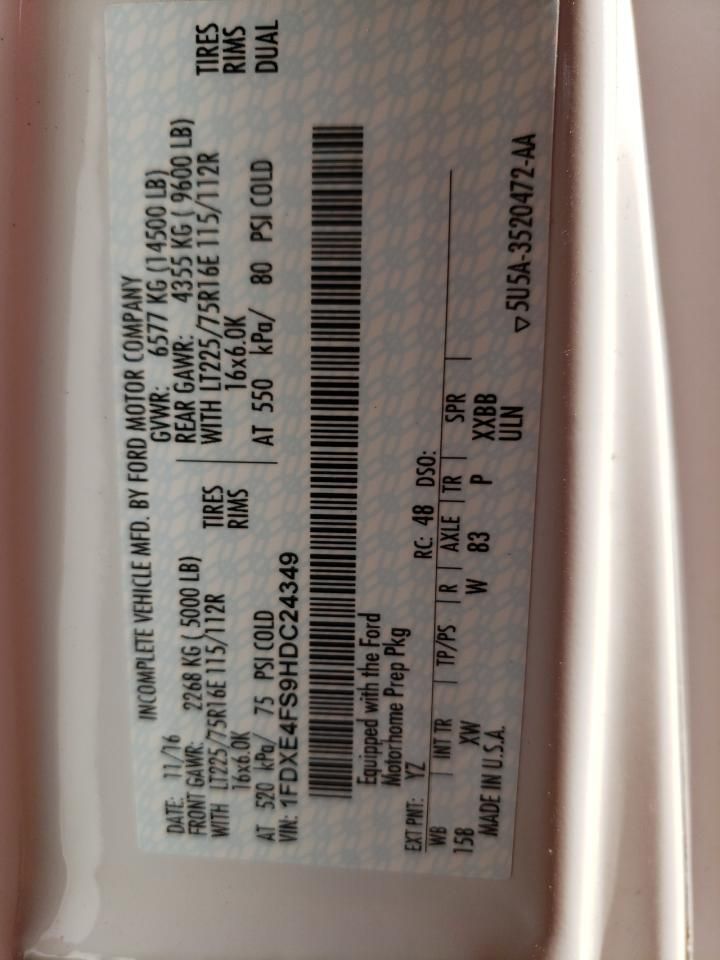 INCOMPLETE VEHICLE MFD. BY FORD MOTOR COMPANY
DATE: 11/16 GVWR: 6577 KG (14500 LB)
FRONT GAWR: 2268 KG ( 5000 LB) REAR GAWR: 4355 KG ( 9600 LB)
WITH LT225/75R16E 115/112R TIRES WITH LT225/75R16E 115/112R TIRES
16x6.0K RIMS 16x6.0K RIMS
AT 520 kPa/ 75 PSI COLD AT 550 kPa/ 80 PSI COLD DUAL
VIN: 1FDXE4FS9HDC24349
Equipped with the Ford
Motorhome Prep Pkg
EXT PNT: YZ RC: 48 DSO:
WB | INT TR | TP/PS | R | AXLE | TR | SPR |
158 XW W 83 P XXBB
MADE IN U.S.A. ULN
▽ 5U5A-3520472-AA